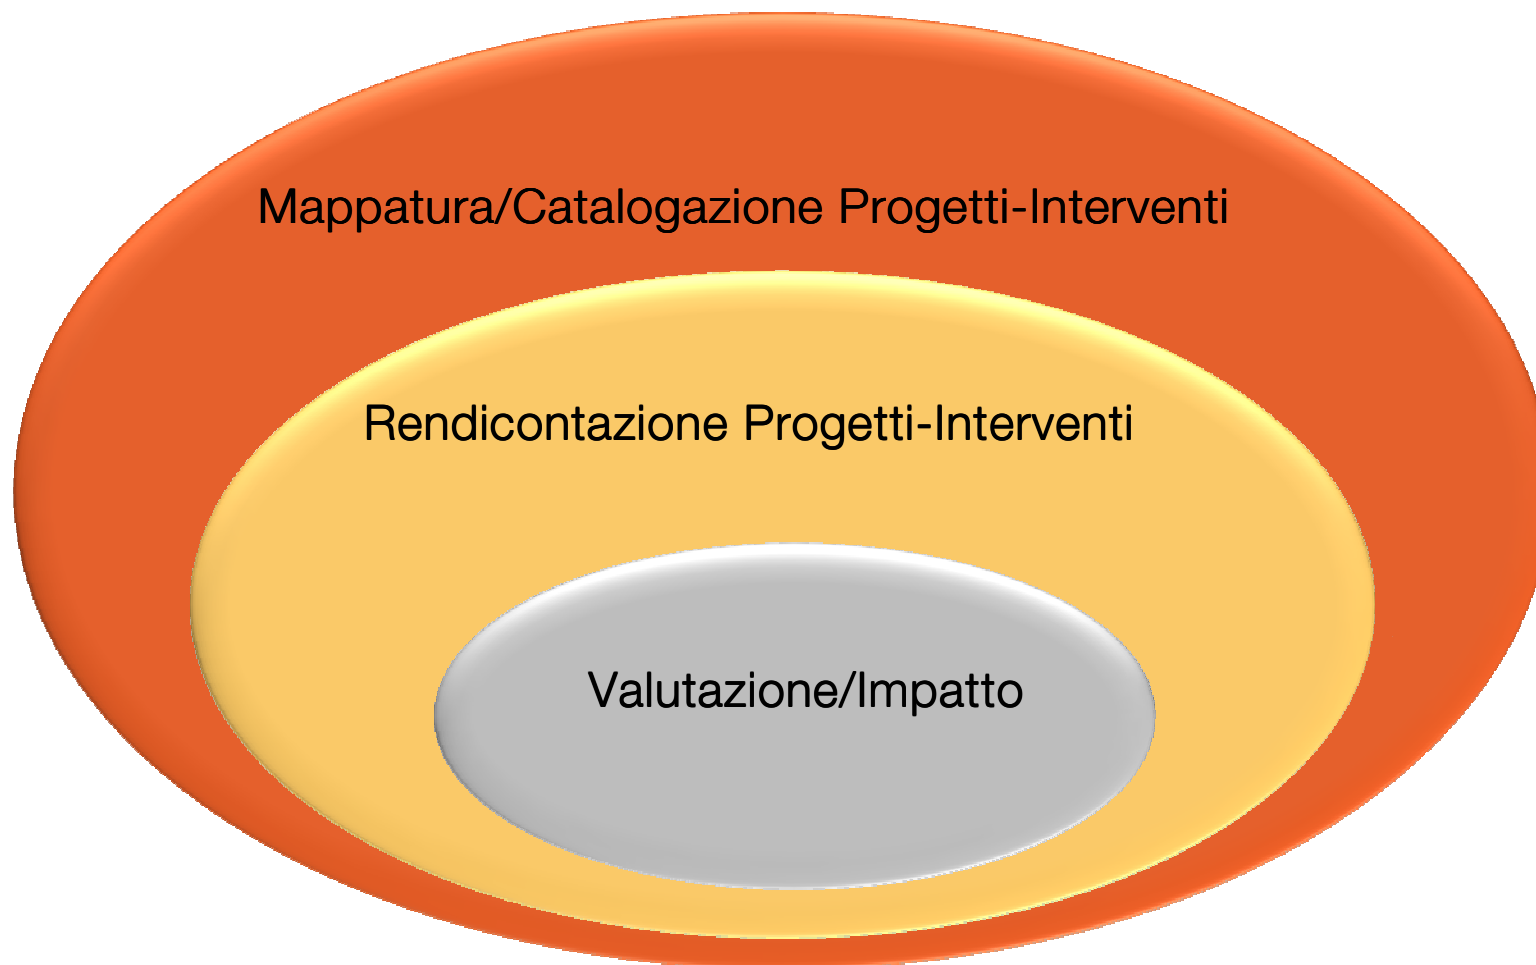 Mappatura/Catalogazione Progetti-Interventi
Rendicontazione Progetti-Interventi
Valutazione/Impatto